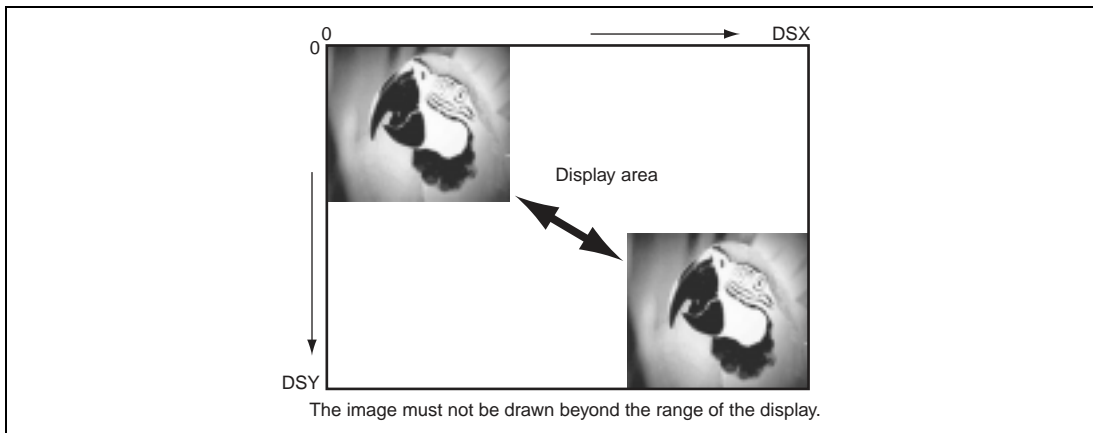 0
DSX
0
Display area
DSY
The image must not be drawn beyond the range of the display.